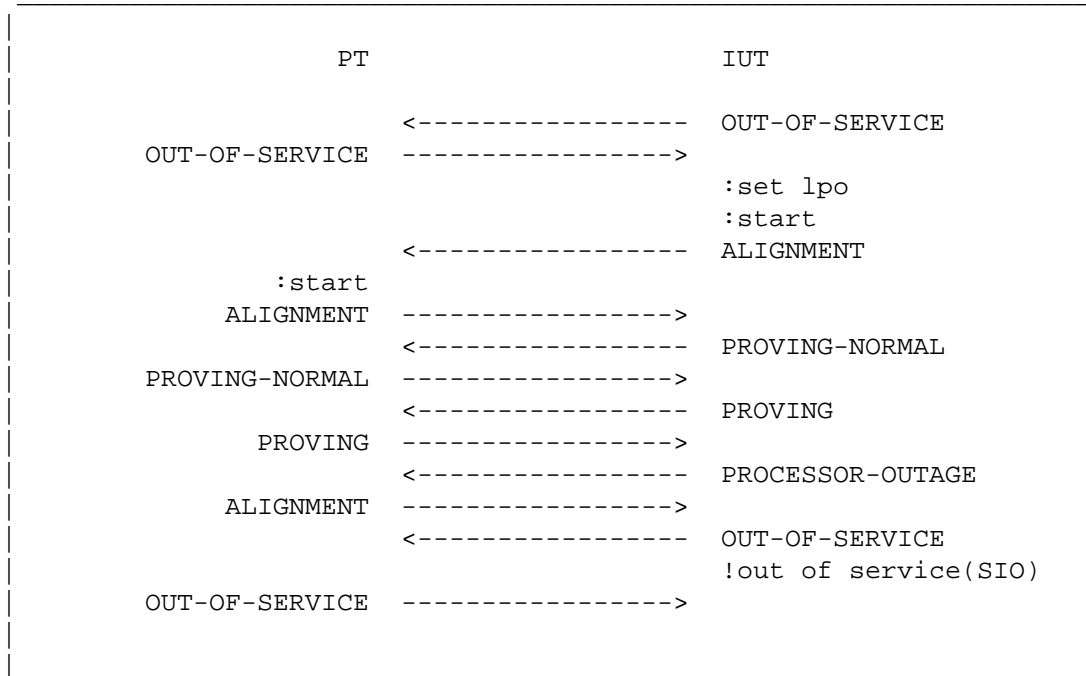 PT IUT
<----------------- OUT-OF-SERVICE
OUT-OF-SERVICE ----------------->
:set lpo
:start
<----------------- ALIGNMENT
:start
ALIGNMENT ----------------->
<----------------- PROVING-NORMAL
PROVING-NORMAL ----------------->
<----------------- PROVING
PROVING ----------------->
<----------------- PROCESSOR-OUTAGE
ALIGNMENT ----------------->
<----------------- OUT-OF-SERVICE
!out of service(SIO)
OUT-OF-SERVICE ----------------->